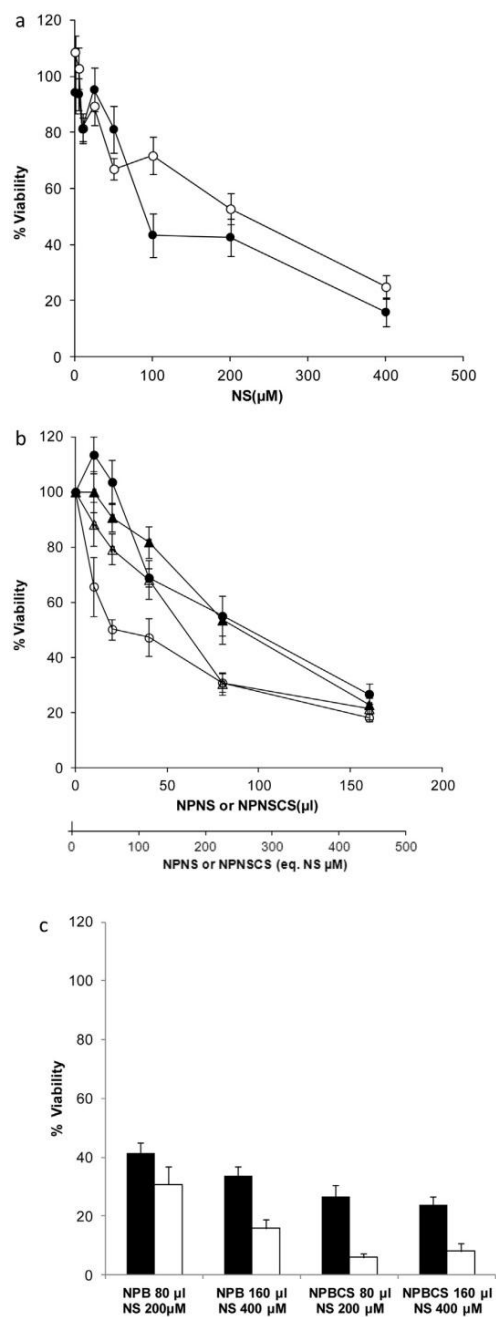 a
120
100
80
60
40
20
0
% Viability
0 100 200 300 400 500
NS(µM)
b
120
100
80
60
40
20
0
% Viability
0 50 100 150 200
NPNS or NPNSCS(µl)
0 100 200 300 400 500
NPNS or NPNSCS (eq. NS µM)
c
120
100
80
60
40
20
0
% Viability
NPB 80 µl NPB 160 µl NPBCS 80 µl NPBCS 160 µl
NS 200µM NS 400 µM NS 200 µM NS 400 µM